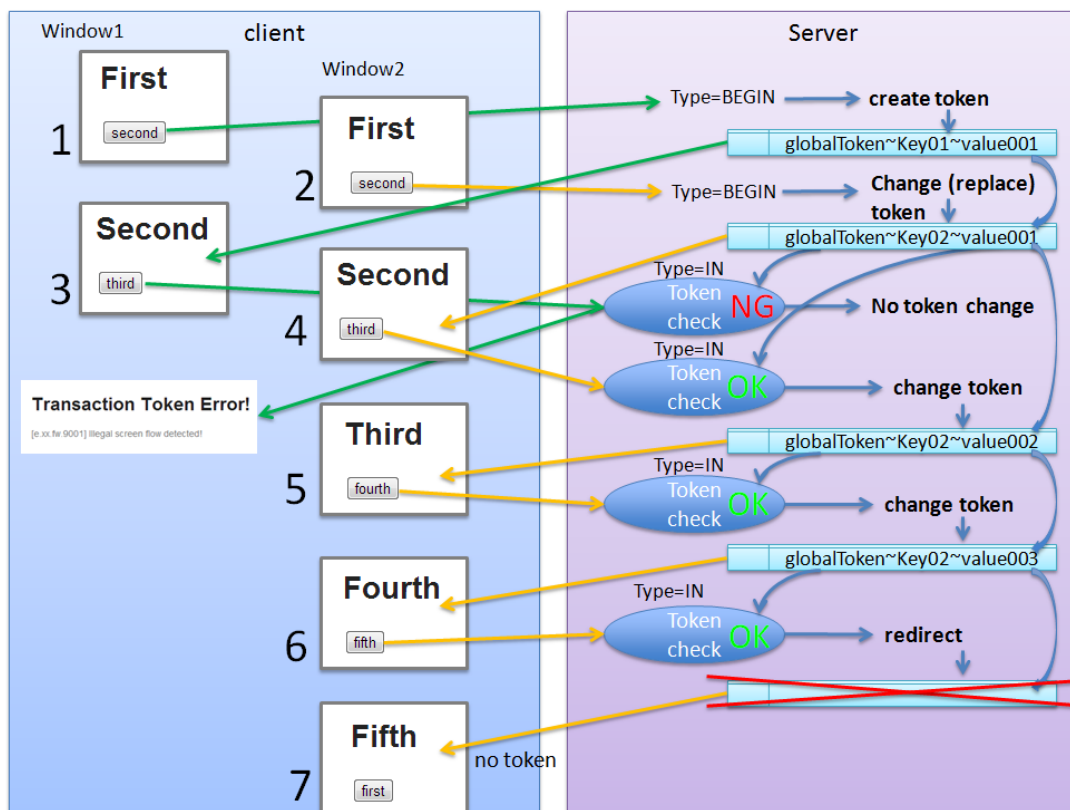 Window1
client
Server
First
Window2
Type=BEGIN
create token
1
second
First
globalToken~Key01~value001
2
second
Type=BEGIN
Change (replace)
token
Second
globalToken~Key02~value001
3
third
Second
Type=IN
Token
check
NG
No token change
4
third
Type=IN
Token
check
OK
change token
Transaction Token Error!
[e.xx.fw.9001] Illegal screen flow detected!
Third
globalToken~Key02~value002
5
fourth
Type=IN
Token
check
OK
change token
Fourth
globalToken~Key02~value003
6
fifth
Type=IN
Token
check
OK
redirect
Fifth
no token
7
first